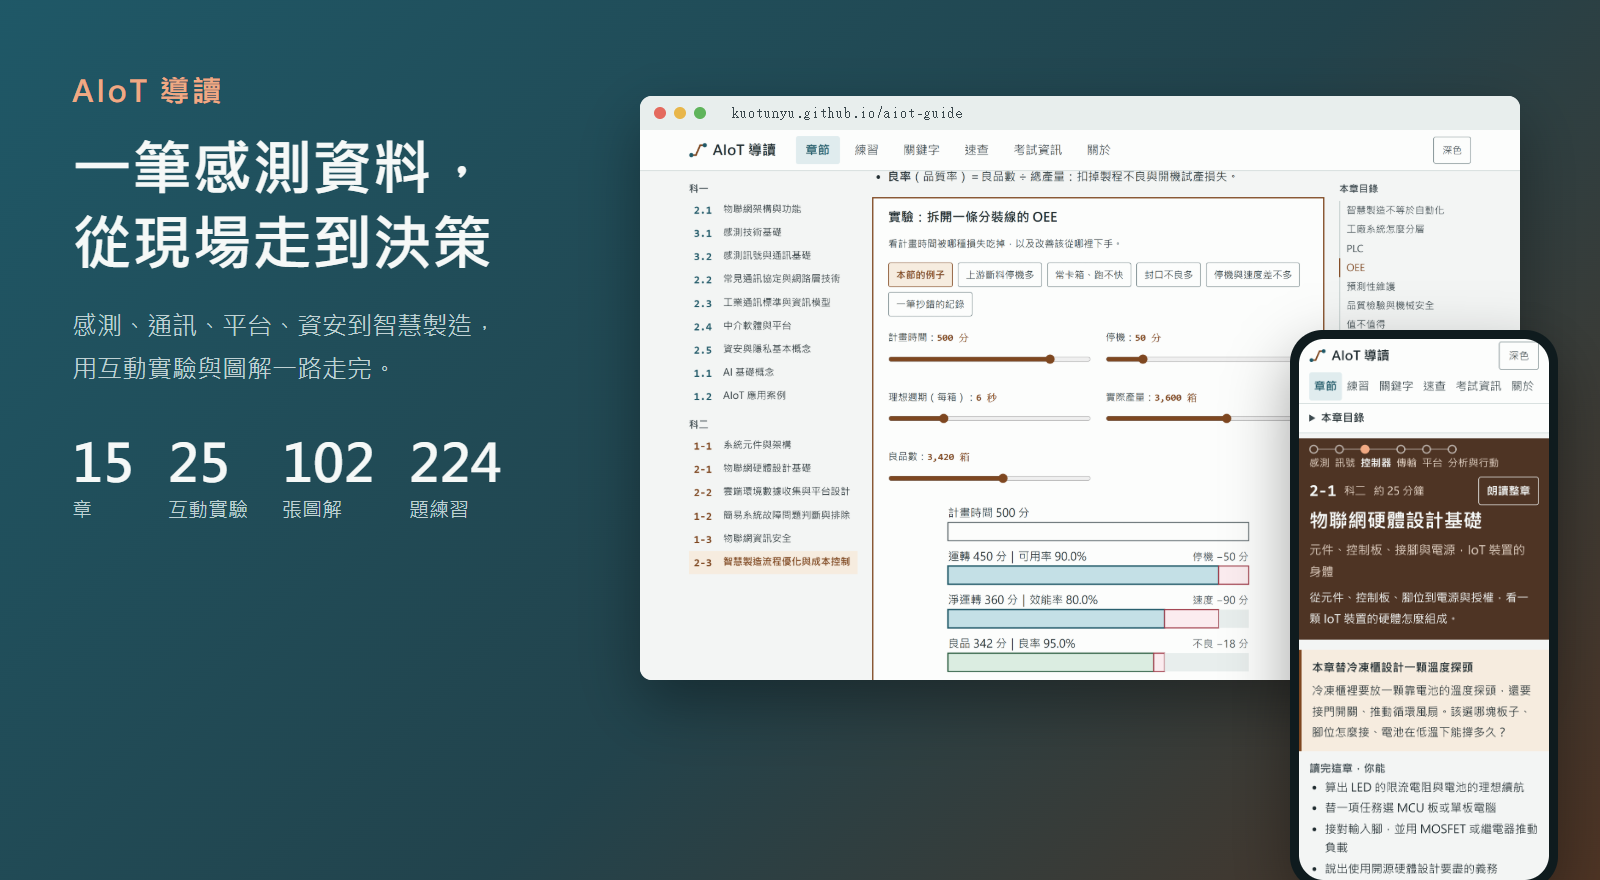 AIoT 導讀
一筆感測資料，
從現場走到決策
感測、通訊、平台、資安到智慧製造，
用互動實驗與圖解一路走完。
15
章
25
互動實驗
102
張圖解
224
題練習
kuotunyu.github.io/aiot-guide
AIoT 導讀 章節 練習 關鍵字 速查 考試資訊 關於 深色
科一
2.1 物聯網架構與功能
3.1 感測技術基礎
3.2 感測訊號與通訊基礎
2.2 常見通訊協定與網路層技術
2.3 工業通訊標準與資訊模型
2.4 中介軟體與平台
2.5 資安與隱私基本概念
1.1 AI 基礎概念
1.2 AIoT 應用案例
科二
1-1 系統元件與架構
2-1 物聯網硬體設計基礎
2-2 雲端環境數據收集與平台設計
1-2 簡易系統故障問題判斷與排除
1-3 物聯網資訊安全
2-3 智慧製造流程優化與成本控制
• 良率（品質率）= 良品數 ÷ 總產量：扣掉製程不良與開機試產損失。
實驗：拆開一條分裝線的 OEE
看計畫時間被哪種損失吃掉，以及改善該從哪裡下手。
本節的例子 上游斷料停機多 常卡箱、跑不快 封口不良多 停機與速度差不多
一筆抄錯的紀錄
計畫時間：500 分 停機：50 分
理想週期（每箱）：6 秒 實際產量：3,600 箱
良品數：3,420 箱
計畫時間 500 分
運轉 450 分 | 可用率 90.0% 停機 −50 分
淨運轉 360 分 | 效能率 80.0% 速度 −90 分
良品 342 分 | 良率 95.0% 不良 −18 分
本章目錄
智慧製造不等於自動化
工廠系統怎麼分層
PLC
OEE
預測性維護
品質檢驗與機械安全
值不值得
AIoT 導讀 深色
章節 練習 關鍵字 速查 考試資訊 關於
▶ 本章目錄
感測 訊號 控制器 傳輸 平台 分析與行動
2-1 科二 約 25 分鐘 朗讀整章
物聯網硬體設計基礎
元件、控制板、接腳與電源，IoT 裝置的
身體
從元件、控制板、腳位到電源與授權，看一
顆 IoT 裝置的硬體怎麼組成。
本章替冷凍櫃設計一顆溫度探頭
冷凍櫃裡要放一顆靠電池的溫度探頭，還要
接門開關、推動循環風扇。該選哪塊板子、
腳位怎麼接、電池在低溫下能撐多久？
讀完這章，你能
• 算出 LED 的限流電阻與電池的理想續航
• 替一項任務選 MCU 板或單板電腦
• 接對輸入腳，並用 MOSFET 或繼電器推動
負載
• 說出使用開源硬體設計要盡的義務